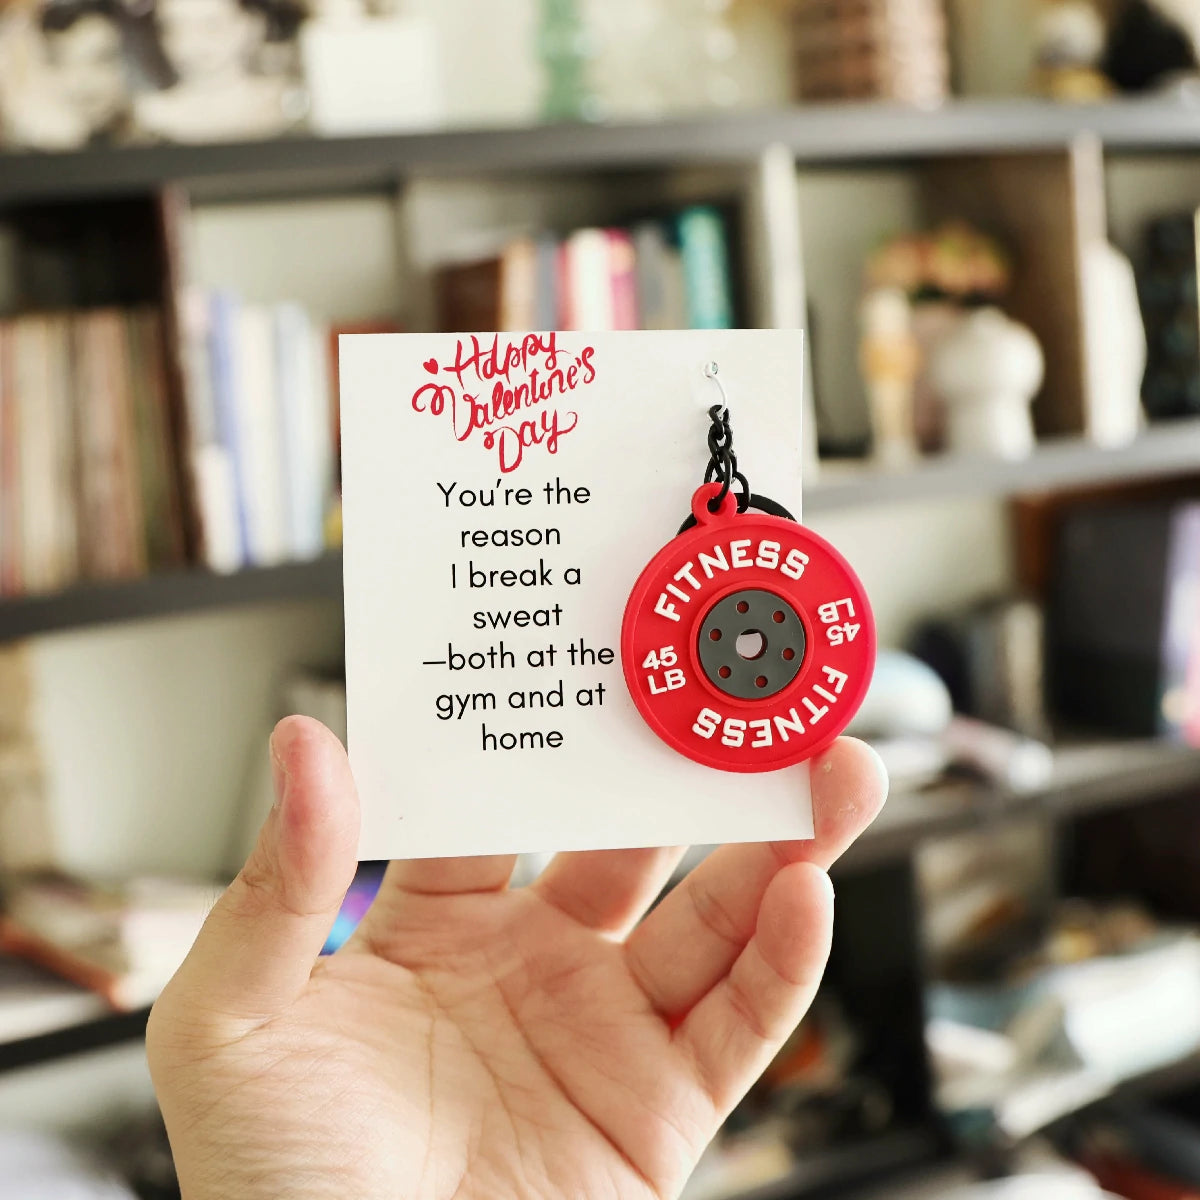 Happy
Valentine's
Day
You're the
reason
I break a
sweat
—both at the
gym and at
home
FITNESS
45
LB
45
LB
FITNESS